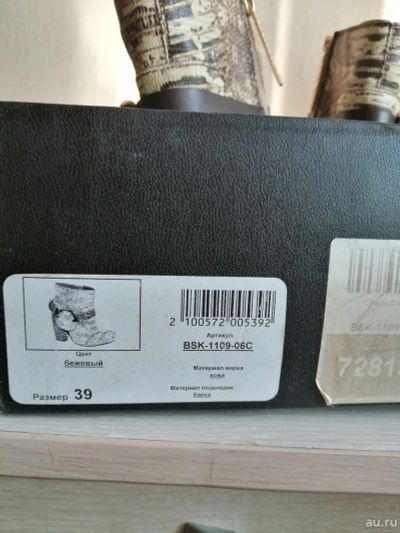 2 100572 005392
Артикул
BSK-1109-06C
Цвет
бежевый
Материал верха
кожа
Материал подкладки:
байка
Размер 39
BSK-1109
7281
au.ru